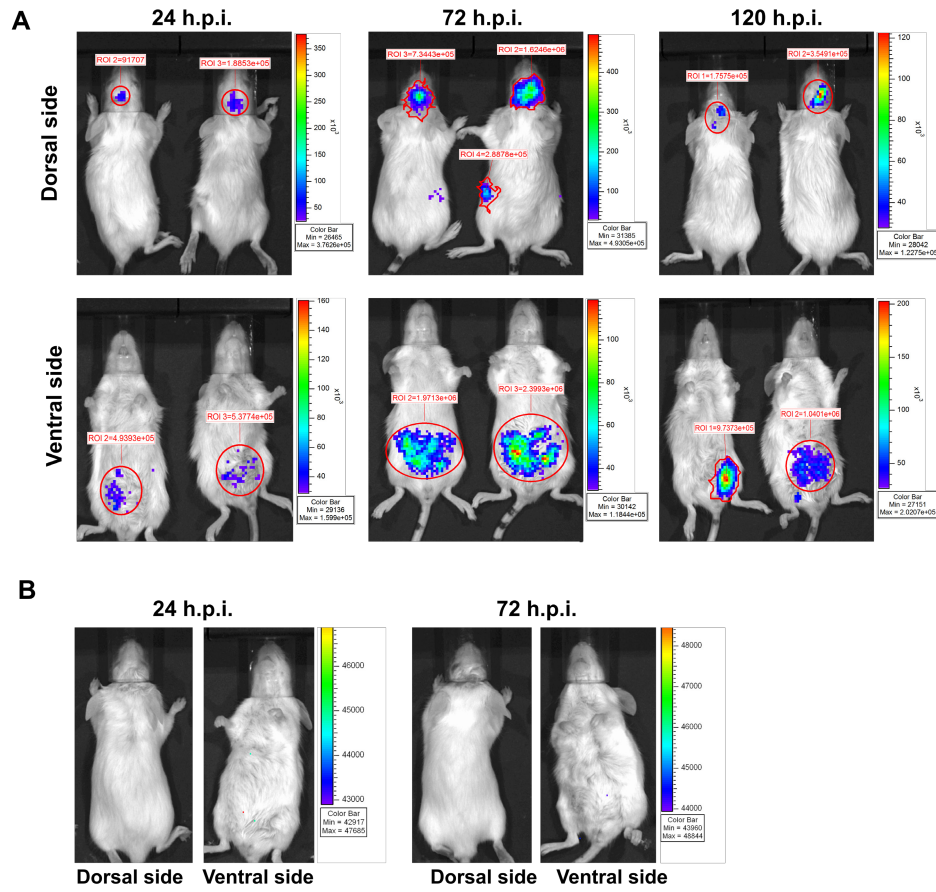 A
24 h.p.i.
72 h.p.i.
120 h.p.i.
Dorsal side
ROI 2=91707
ROI 3=1.8853e+05
350
300
250
200
150
100
50
x10³
Color Bar
Min = 26465
Max = 3.7626e+05
ROI 3=7.3443e+05
ROI 2=1.6246e+06
ROI 4=2.8878e+05
400
300
200
100
x10³
Color Bar
Min = 31385
Max = 4.9305e+05
ROI 1=1.7575e+05
ROI 2=3.5491e+05
120
100
80
60
40
x10³
Color Bar
Min = 28042
Max = 1.2275e+05
Ventral side
ROI 2=4.9393e+05
ROI 3=5.3774e+05
160
140
120
100
80
60
40
x10³
Color Bar
Min = 29136
Max = 1.599e+05
ROI 2=1.9713e+06
ROI 3=2.3993e+06
100
80
60
40
x10³
Color Bar
Min = 30142
Max = 1.1844e+05
ROI 1=9.7373e+05
ROI 2=1.0401e+06
200
150
100
50
x10³
Color Bar
Min = 27151
Max = 2.0207e+05
B
24 h.p.i.
72 h.p.i.
46000
45000
44000
43000
Color Bar
Min = 42917
Max = 47685
48000
47000
46000
45000
44000
Color Bar
Min = 43960
Max = 48844
Dorsal side
Ventral side
Dorsal side
Ventral side